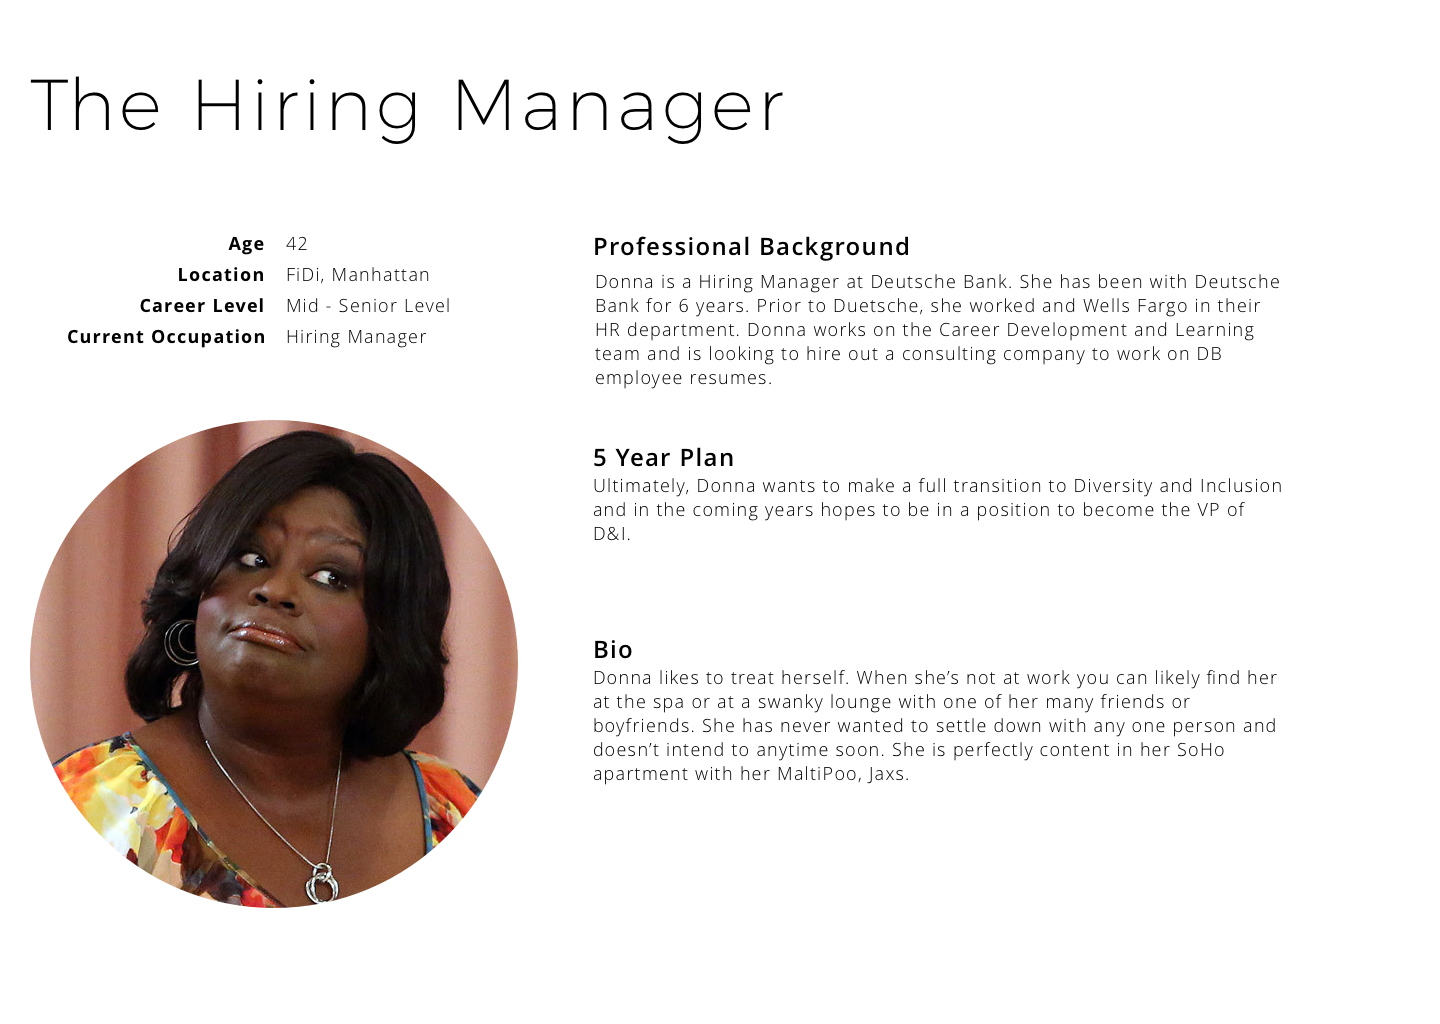 The Hiring Manager
Age 42
Location FiDi, Manhattan
Career Level Mid - Senior Level
Current Occupation Hiring Manager
Professional Background
Donna is a Hiring Manager at Deutsche Bank. She has been with Deutsche
Bank for 6 years. Prior to Duetsche, she worked and Wells Fargo in their
HR department. Donna works on the Career Development and Learning
team and is looking to hire out a consulting company to work on DB
employee resumes.
5 Year Plan
Ultimately, Donna wants to make a full transition to Diversity and Inclusion
and in the coming years hopes to be in a position to become the VP of
D&I.
Bio
Donna likes to treat herself. When she’s not at work you can likely find her
at the spa or at a swanky lounge with one of her many friends or
boyfriends. She has never wanted to settle down with any one person and
doesn’t intend to anytime soon. She is perfectly content in her SoHo
apartment with her MaltiPoo, Jaxs.